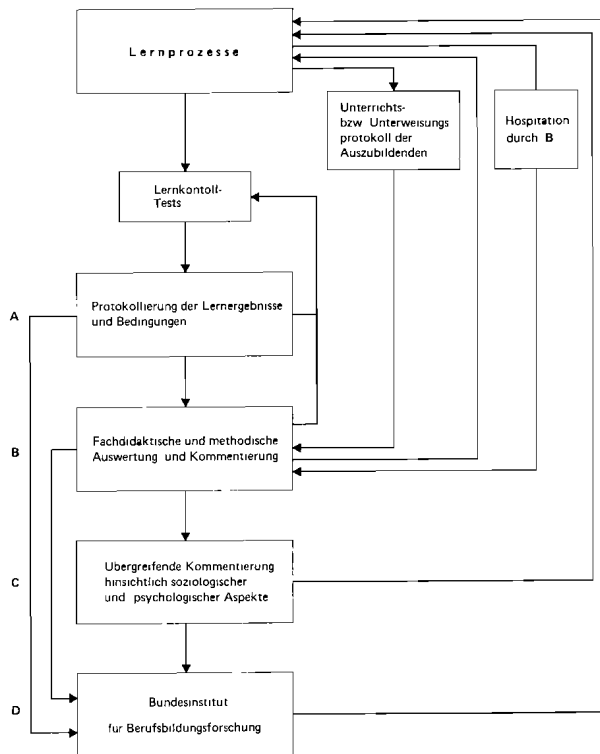 Lernprozesse
Unterrichts-
bzw Unterweisungs
protokoll der
Auszubildenden
Hospitation
durch B
Lernkontoll-
Tests
A
Protokollierung der Lernergebnisse
und Bedingungen
B
Fachdidaktische und methodische
Auswertung und Kommentierung
C
Ubergreifende Kommentierung
hinsichtlich soziologischer
und psychologischer Aspekte
D
Bundesinstitut
fur Berufsbildungsforschung